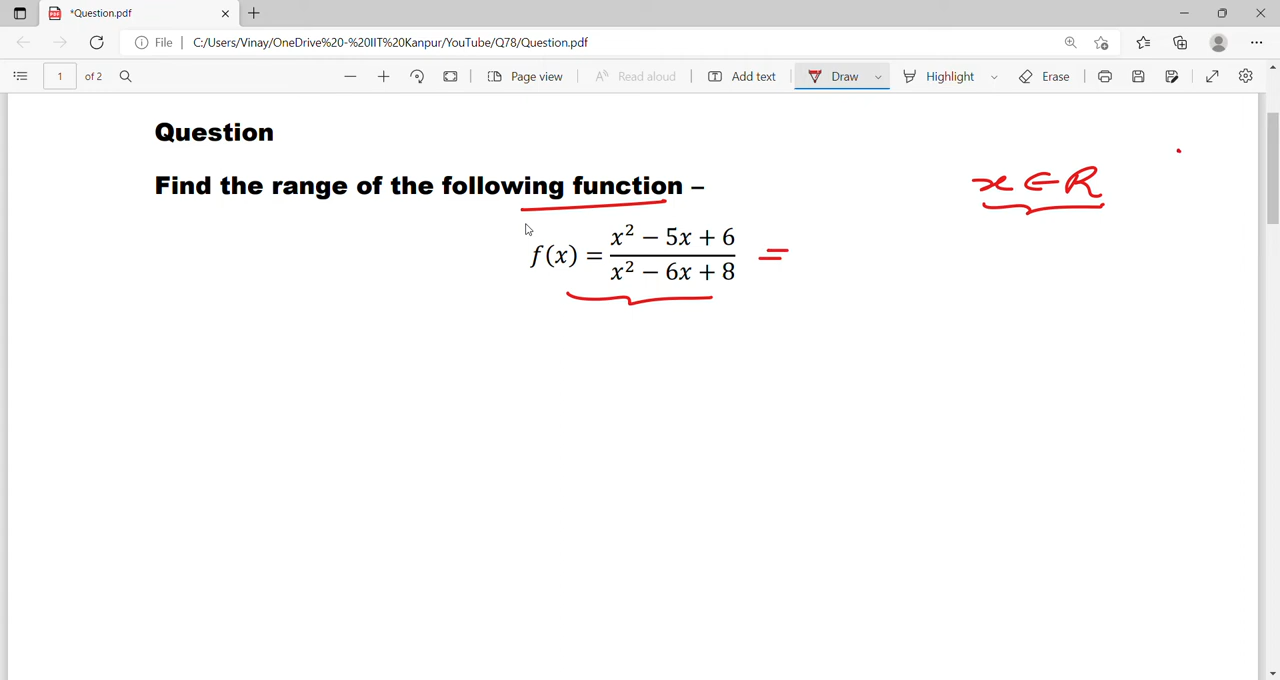 *Question.pdf
File C:/Users/Vinay/OneDrive%20-%20IIT%20Kanpur/YouTube/Q78/Question.pdf
1 of 2 Page view Read aloud Add text Draw Highlight Erase
Question
Find the range of the following function –
x ∈ R
f(x) = \frac{x² − 5x + 6}{x² − 6x + 8} =